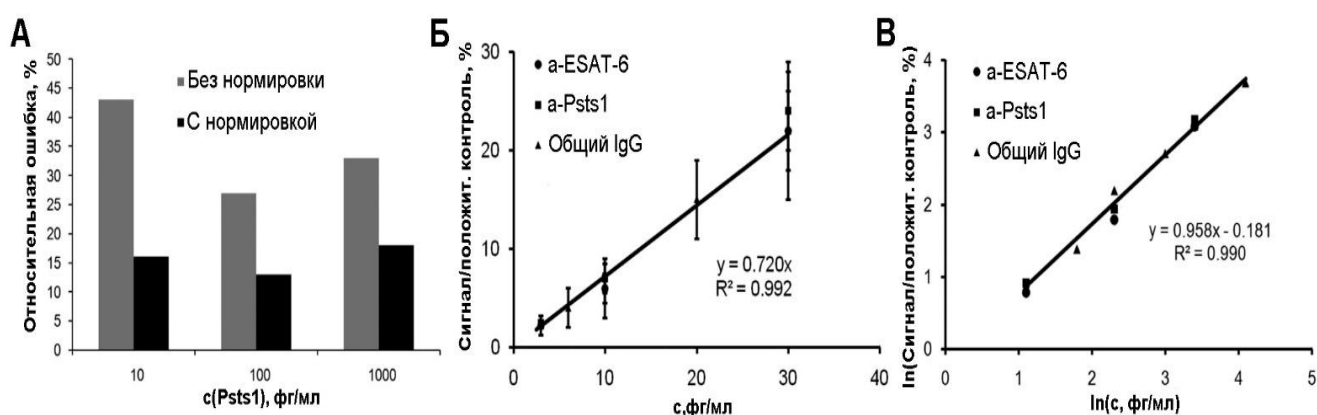 А
Относительная ошибка, %
50
45
40
35
30
25
20
15
10
5
0
Без нормировки
С нормировкой
10
100
1000
c(Psts1), фг/мл
Б
Сигнал/положит. контроль, %
30
20
10
0
a-ESAT-6
a-Psts1
Общий IgG
y = 0.720x
R² = 0.992
0
10
20
30
40
с,фг/мл
В
ln(Сигнал/положит. контроль, %)
4
3
2
1
0
a-ESAT-6
a-Psts1
Общий IgG
y = 0.958x - 0.181
R² = 0.990
0
1
2
3
4
5
ln(c, фг/мл)